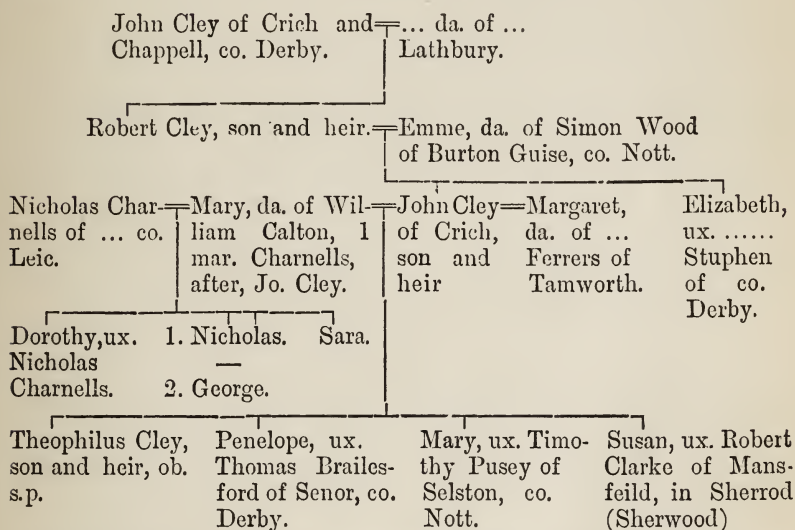 John Cley of Crich and=... da. of ...
Chappell, co. Derby. Lathbury.
Robert Cley, son and heir.=Emme, da. of Simon Wood
of Burton Guise, co. Nott.
Nicholas Char-=Mary, da. of Wil-=John Cley=Margaret, Elizabeth,
nells of ... co. liam Calton, 1 of Crich, da. of ... ux. ......
Leic. mar. Charnells, son and Ferrers of Stuphen
after, Jo. Cley. heir Tamworth. of co.
Derby.
Dorothy, ux. 1. Nicholas. Sara.
Nicholas —
Charnells. 2. George.
Theophilus Cley, Penelope, ux. Mary, ux. Timo- Susan, ux. Robert
son and heir, ob. Thomas Brailes- thy Pusey of Clarke of Mans-
s.p. ford of Senor, co. Selston, co. feild, in Sherrod
Derby. Nott. (Sherwood)